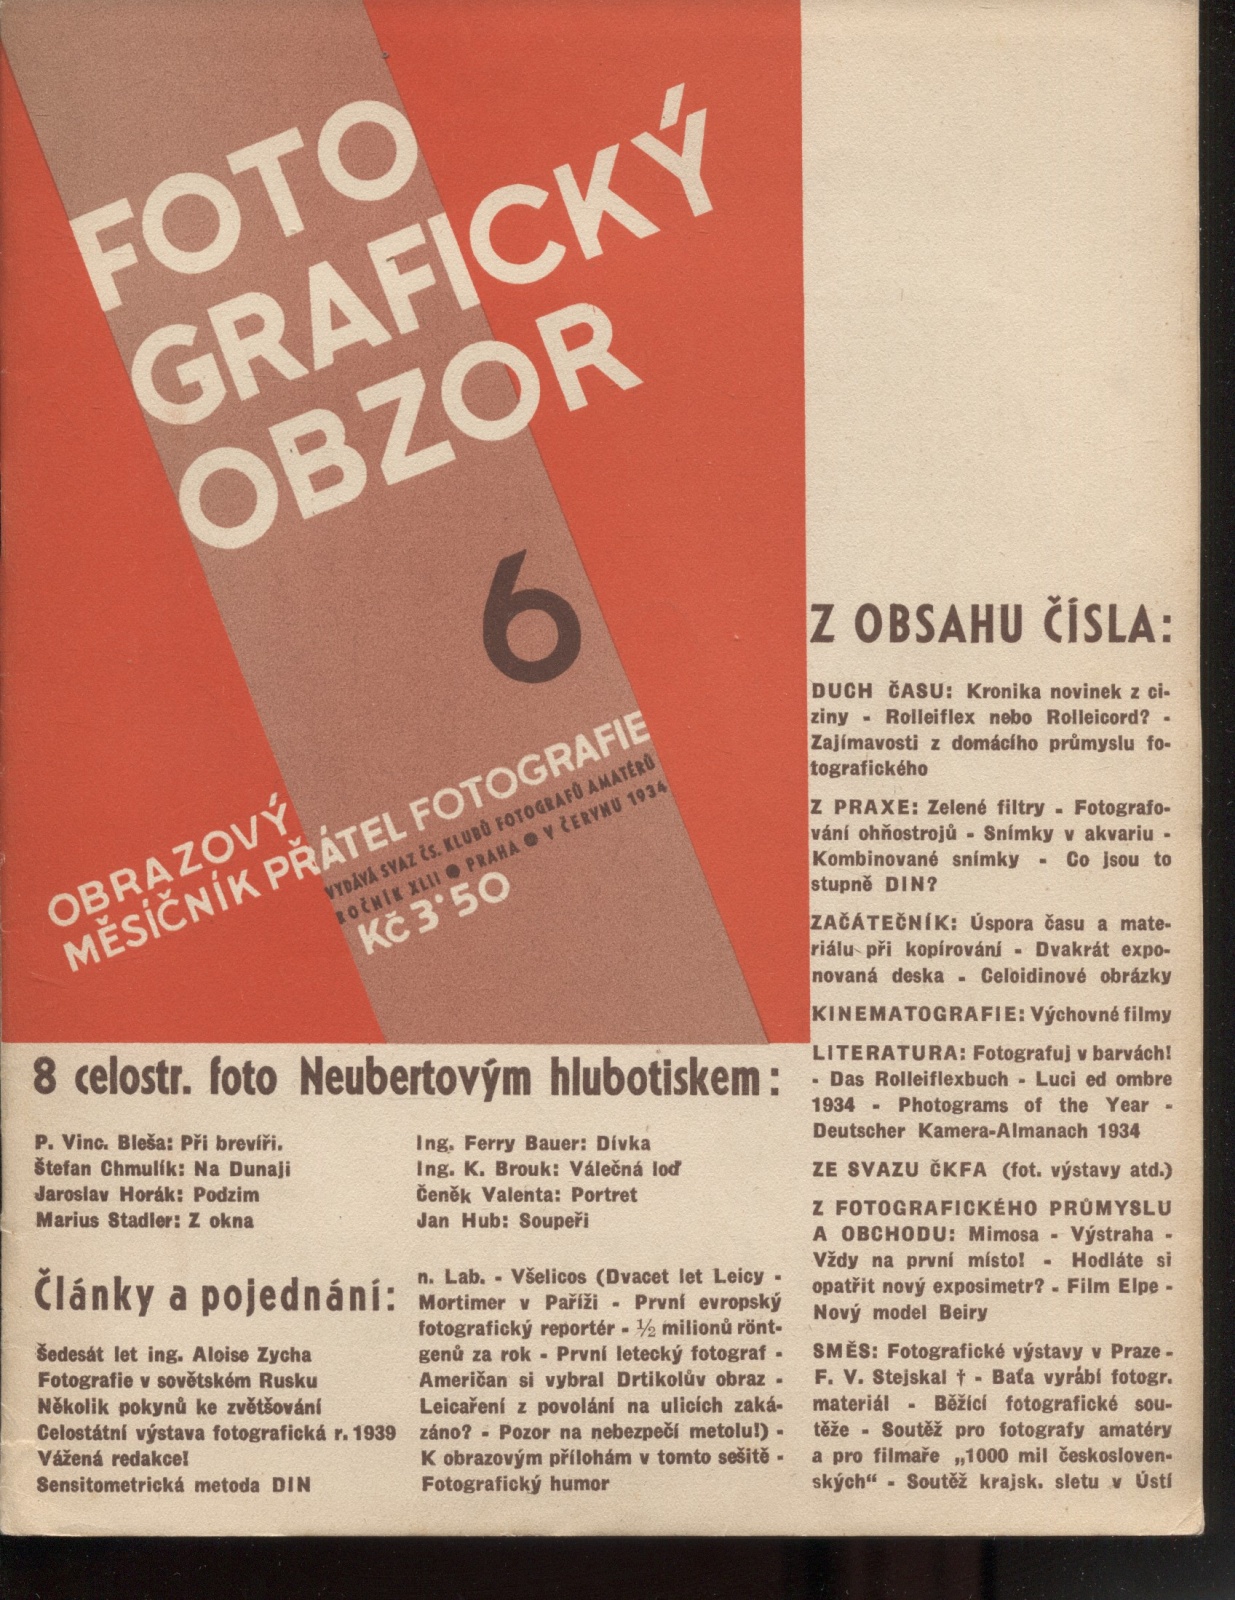 FOTO
GRAFICKÝ
OBZOR
6
OBRAZOVÝ
MĚSÍČNÍK PŘÁTEL FOTOGRAFIE
VYDÁVÁ SVAZ ČS. KLUBŮ FOTOGRAFŮ AMATÉRŮ
ROČNÍK XLII ● PRAHA ● V ČERVNU 1934
KČ 3·50
8 celostr. foto Neubertovým hlubotiskem:
P. Vinc. Bleša: Při brevíři.
Štefan Chmulík: Na Dunaji
Jaroslav Horák: Podzim
Marius Stadler: Z okna
Ing. Ferry Bauer: Dívka
Ing. K. Brouk: Válečná loď
Čeněk Valenta: Portret
Jan Hub: Soupeři
Články a pojednání:
Šedesát let ing. Aloise Zycha
Fotografie v sovětském Rusku
Několik pokynů ke zvětšování
Celostátní výstava fotografická r. 1939
Vážená redakce!
Sensitometrická metoda DIN
n. Lab. - Všelicos (Dvacet let Leicy -
Mortimer v Paříži - První evropský
fotografický reportér - ½ milionů rönt-
genů za rok - První letecký fotograf -
Američan si vybral Drtikolův obraz -
Leicaření z povolání na ulicích zaká-
záno? - Pozor na nebezpečí metolu!) -
K obrazovým přílohám v tomto sešitě -
Fotografický humor
Z OBSAHU ČÍSLA:
DUCH ČASU: Kronika novinek z ci-
ziny - Rolleiflex nebo Rolleicord? -
Zajímavosti z domácího průmyslu fo-
tografického
Z PRAXE: Zelené filtry - Fotografo-
vání ohňostrojů - Snímky v akvariu -
Kombinované snímky - Co jsou to
stupně DIN?
ZAČÁTEČNÍK: Úspora času a mate-
riálu při kopírování - Dvakrát expo-
novaná deska - Celoidinové obrázky
KINEMATOGRAFIE: Výchovné filmy
LITERATURA: Fotografuj v barvách!
- Das Rolleiflexbuch - Luci ed ombre
1934 - Photograms of the Year -
Deutscher Kamera-Almanach 1934
ZE SVAZU ČKFA (fot. výstavy atd.)
Z FOTOGRAFICKÉHO PRŮMYSLU
A OBCHODU: Mimosa - Výstraha -
Vždy na první místo! - Hodláte si
opatřit nový exposimetr? - Film Elpe -
Nový model Beiry
SMĚS: Fotografické výstavy v Praze -
F. V. Stejskal † - Baťa vyrábí fotogr.
materiál - Běžící fotografické sou-
těže - Soutěž pro fotografy amatéry
a pro filmaře „1000 mil českosloven-
ských“ - Soutěž krajsk. sletu v Ústí